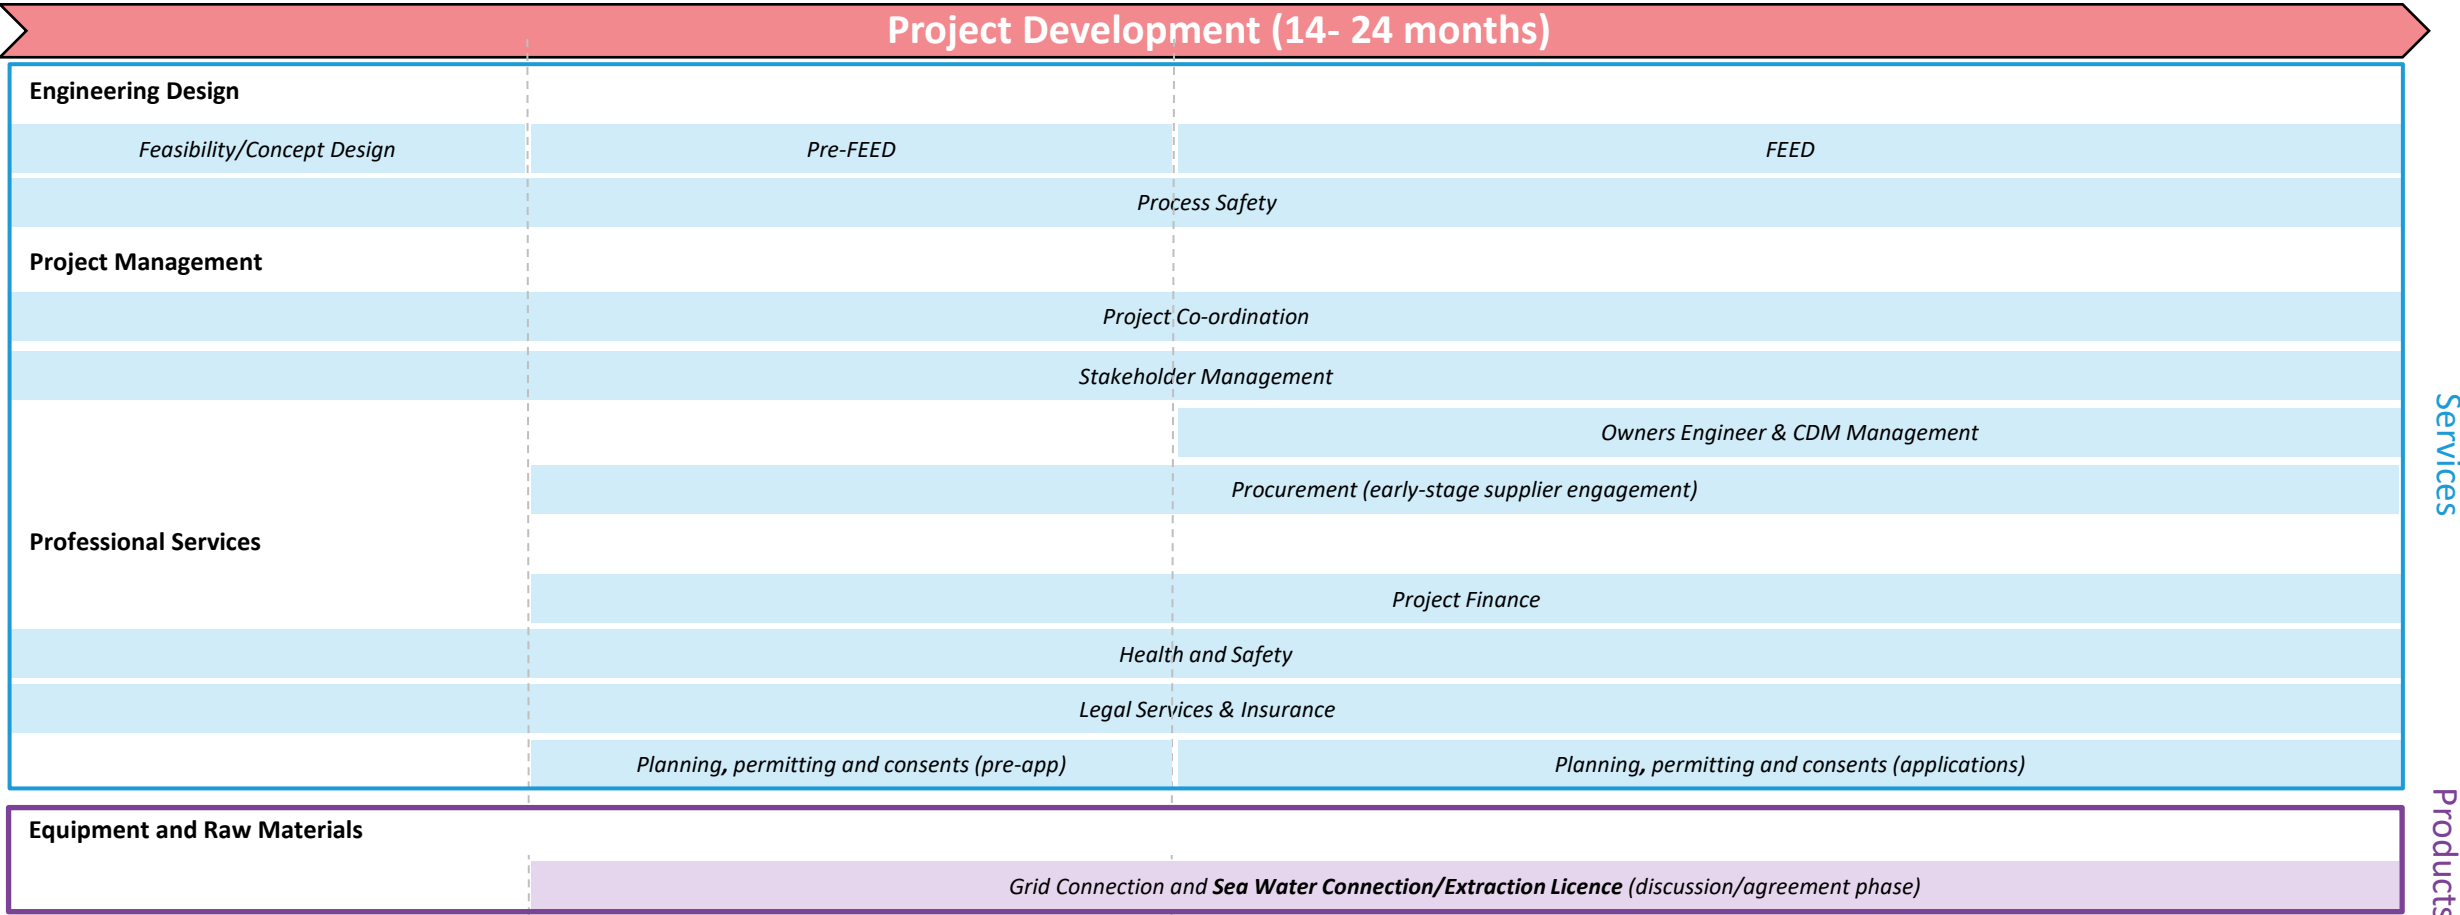 Project Development (14- 24 months)
Engineering Design
Feasibility/Concept Design
Pre-FEED
FEED
Process Safety
Project Management
Project Co-ordination
Stakeholder Management
Owners Engineer & CDM Management
Procurement (early-stage supplier engagement)
Professional Services
Project Finance
Health and Safety
Legal Services & Insurance
Planning, permitting and consents (pre-app)
Planning, permitting and consents (applications)
Services
Equipment and Raw Materials
Grid Connection and Sea Water Connection/Extraction Licence (discussion/agreement phase)
Products